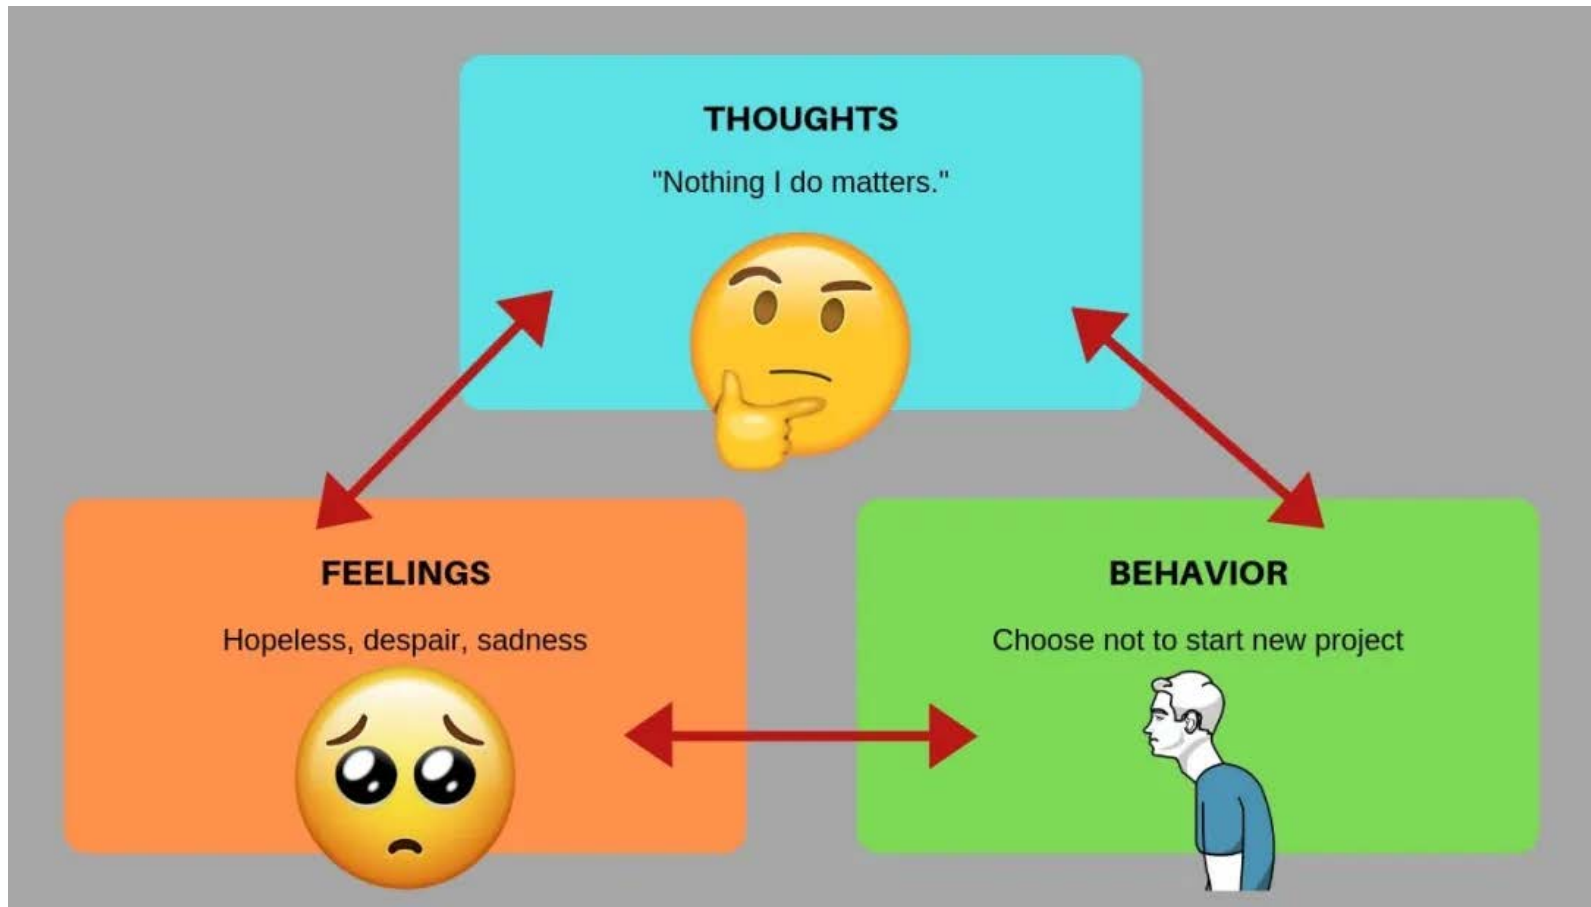 THOUGHTS
"Nothing I do matters."
FEELINGS
Hopeless, despair, sadness
BEHAVIOR
Choose not to start new project